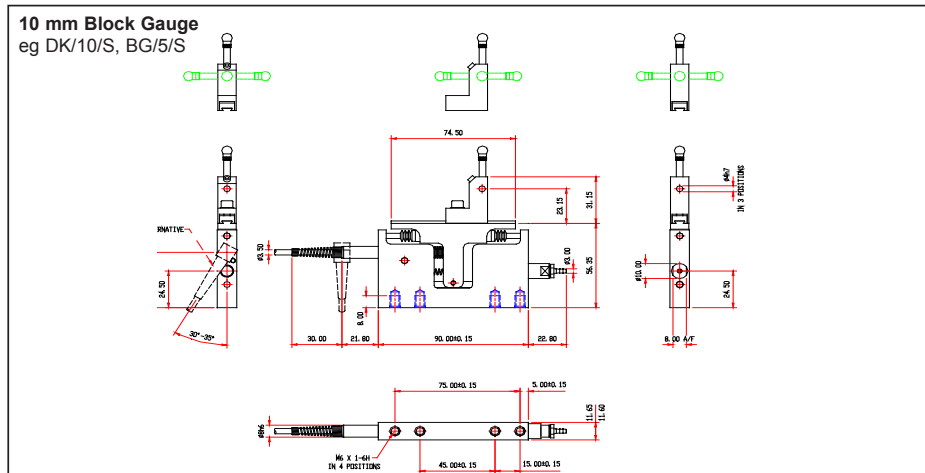 10 mm Block Gauge
eg DK/10/S, BG/5/S
74.50
23.15
31.15
56.35
ø4h7
IN 3 POSITIONS
RNATIVE
ø3.50
ø3.00
ø10.00
24.50
24.50
8.00
30°-35°
30.00
21.80
90.00±0.15
22.80
8.00 A/F
75.00±0.15
5.00±0.15
11.65
11.60
ø8h6
M6 X 1-6H
IN 4 POSITIONS
45.00±0.15
15.00±0.15